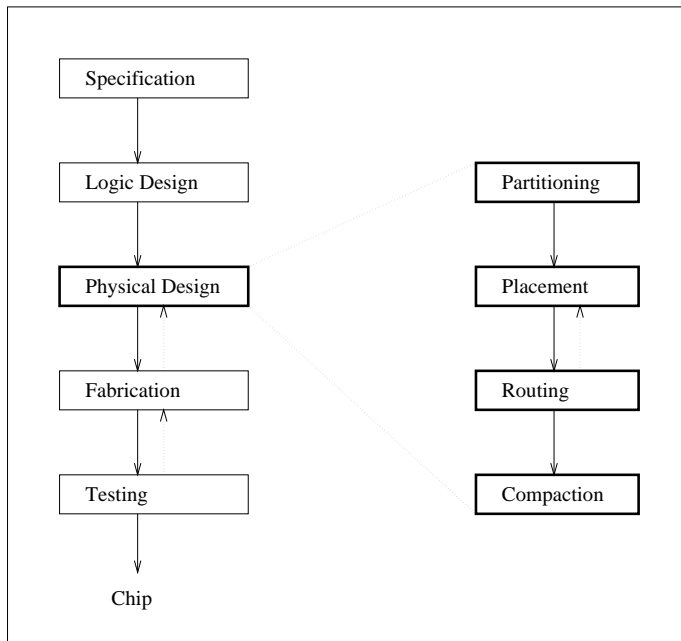 Specification
Logic Design
Physical Design
Fabrication
Testing
Chip
Partitioning
Placement
Routing
Compaction